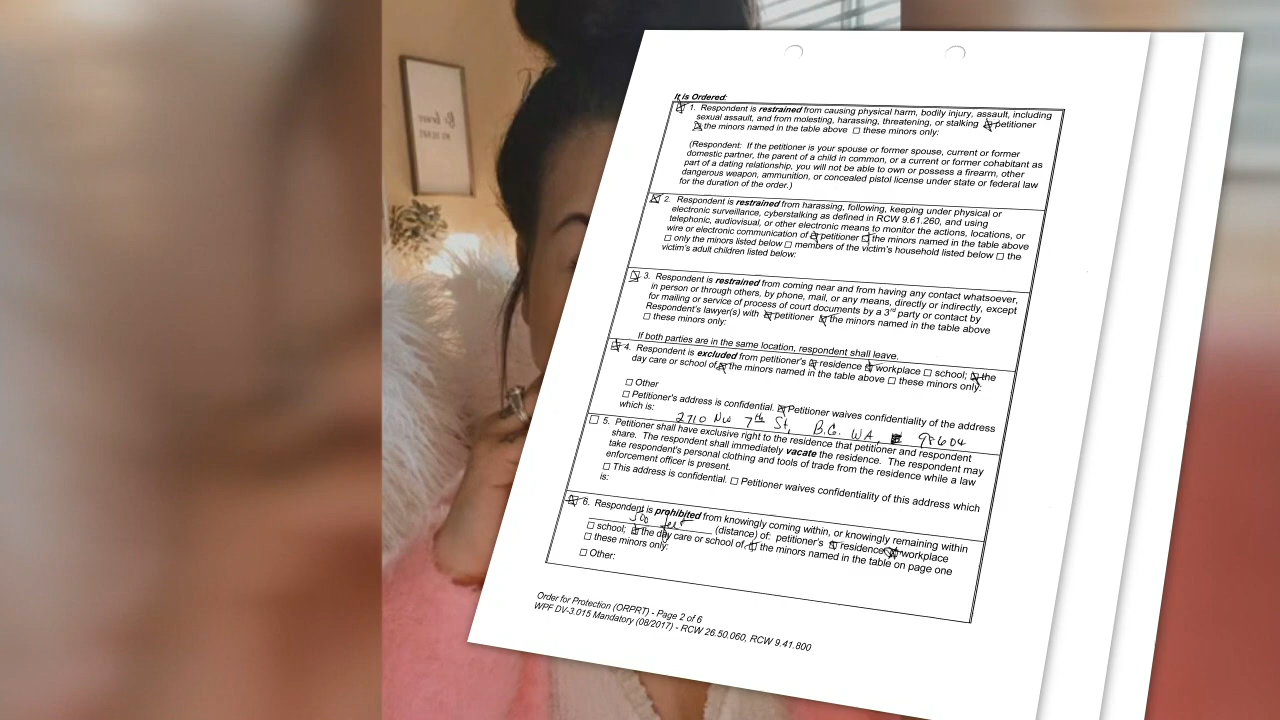 It is Ordered:
☒ 1. Respondent is restrained from causing physical harm, bodily injury, assault, including
sexual assault, and from molesting, harassing, threatening, or stalking ☒ petitioner
☒ the minors named in the table above ☐ these minors only:
(Respondent: If the petitioner is your spouse or former spouse, current or former
domestic partner, the parent of a child in common, or a current or former cohabitant as
part of a dating relationship, you will not be able to own or possess a firearm, other
dangerous weapon, ammunition, or concealed pistol license under state or federal law
for the duration of the order.)
☒ 2. Respondent is restrained from harassing, following, keeping under physical or
electronic surveillance, cyberstalking as defined in RCW 9.61.260, and using
telephonic, audiovisual, or other electronic means to monitor the actions, locations, or
wire or electronic communication of ☒ petitioner ☒ the minors named in the table above
☐ only the minors listed below ☐ members of the victim's household listed below ☐ the
victim's adult children listed below:
☒ 3. Respondent is restrained from coming near and from having any contact whatsoever,
in person or through others, by phone, mail, or any means, directly or indirectly, except
for mailing or service of process of court documents by a 3rd party or contact by
Respondent's lawyer(s) with ☒ petitioner ☒ the minors named in the table above
☐ these minors only:
If both parties are in the same location, respondent shall leave.
☒ 4. Respondent is excluded from petitioner's ☒ residence ☒ workplace ☐ school; ☒ the
day care or school of ☒ the minors named in the table above ☐ these minors only:
☐ Other
☐ Petitioner's address is confidential. ☒ Petitioner waives confidentiality of the address
which is: 2710 NW 7th St, B.G. WA, 98604
☐ 5. Petitioner shall have exclusive right to the residence that petitioner and respondent
share. The respondent shall immediately vacate the residence. The respondent may
take respondent's personal clothing and tools of trade from the residence while a law
enforcement officer is present.
☐ This address is confidential. ☐ Petitioner waives confidentiality of this address which
is:
☒ 6. Respondent is prohibited from knowingly coming within, or knowingly remaining within
500 feet (distance) of: petitioner's ☒ residence ☒ workplace
☐ school; ☒ the day care or school of ☒ the minors named in the table on page one
☐ these minors only:
☐ Other:
Order for Protection (ORPRT) - Page 2 of 6
WPF DV-3.015 Mandatory (08/2017) - RCW 26.50.060, RCW 9.41.800